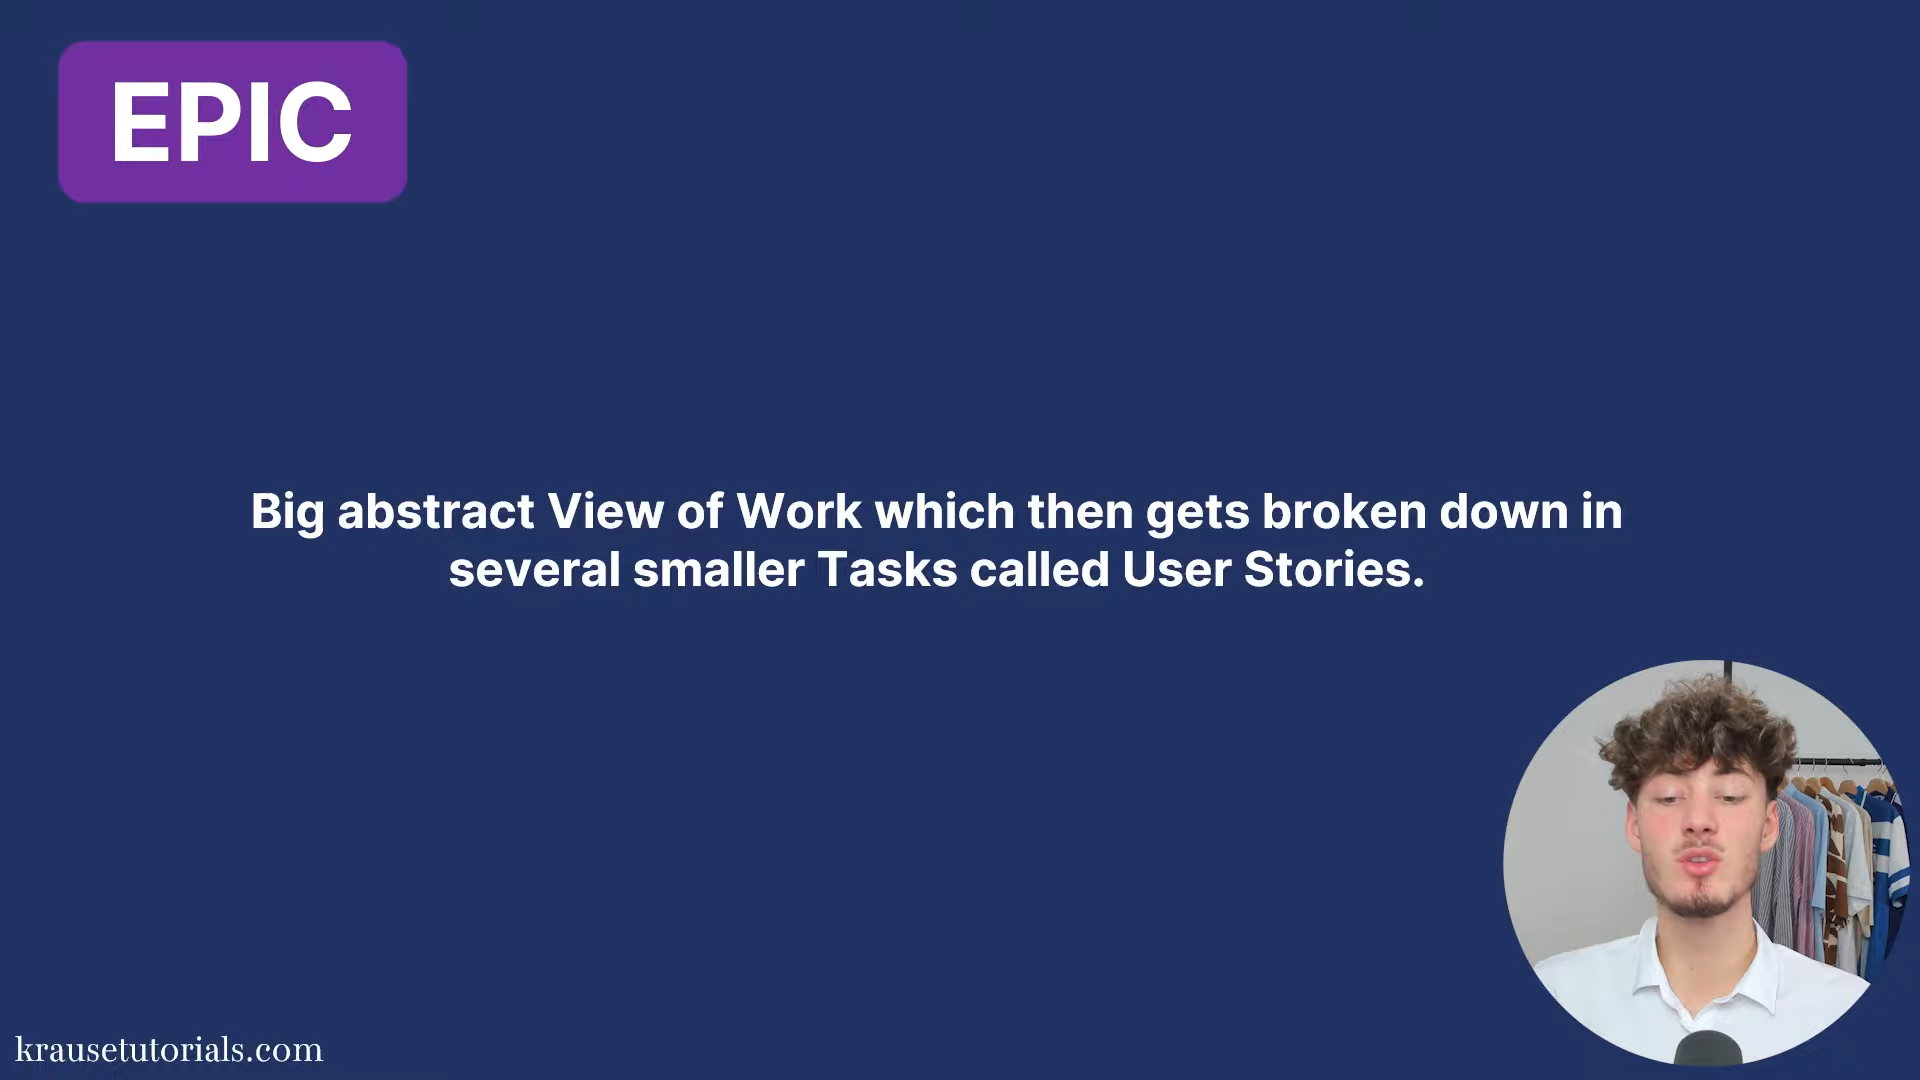 EPIC
Big abstract View of Work which then gets broken down in
several smaller Tasks called User Stories.
krausetutorials.com